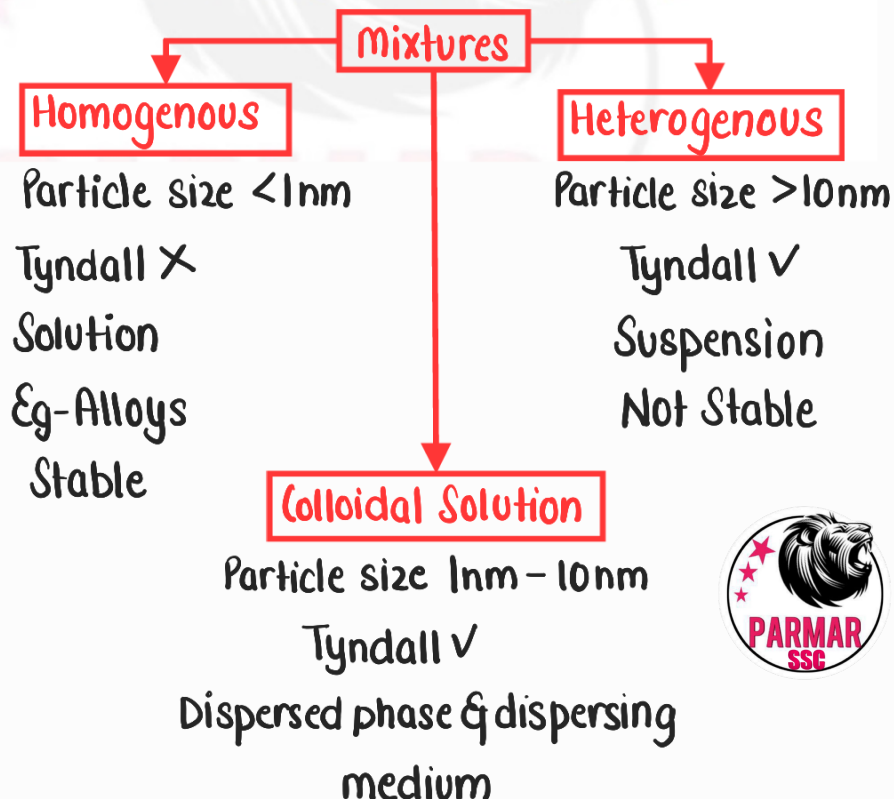 Mixtures
Homogenous
Particle size <1nm
Tyndall ✗
Solution
Eg-Alloys
Stable
Heterogenous
Particle size >10nm
Tyndall ✓
Suspension
Not Stable
Colloidal Solution
Particle size 1nm - 10nm
Tyndall ✓
Dispersed phase & dispersing
medium
PARMAR
SSC